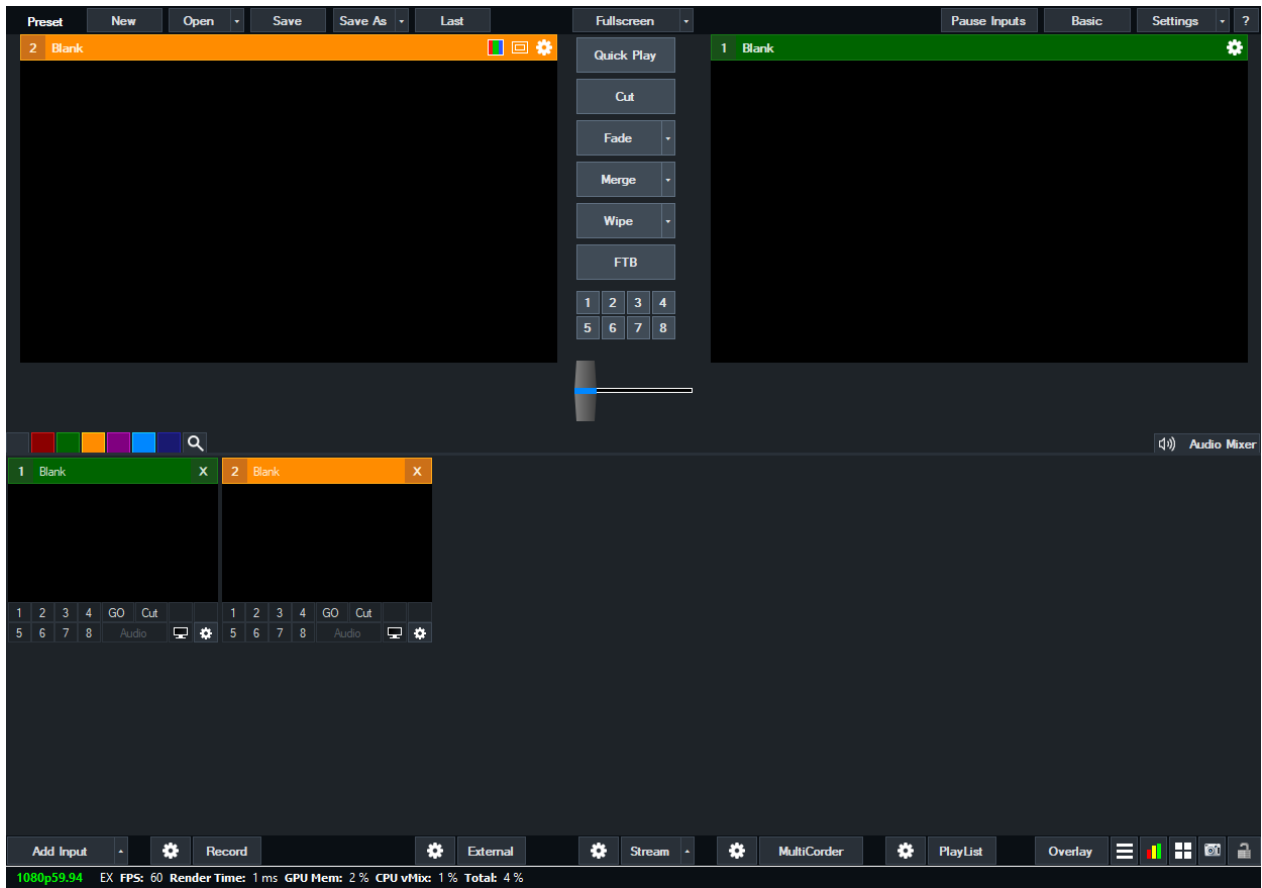 Preset New Open Save Save As Last Fullscreen Pause Inputs Basic Settings ?
2 Blank
Quick Play
1 Blank
Cut
Fade
Merge
Wipe
FTB
1 2 3 4
5 6 7 8
Audio Mixer
1 Blank X 2 Blank X
1 2 3 4 GO Cut 1 2 3 4 GO Cut
5 6 7 8 Audio 5 6 7 8 Audio
Add Input Record External Stream MultiCorder PlayList Overlay
1080p59.94 EX FPS: 60 Render Time: 1 ms GPU Mem: 2 % CPU vMix: 1 % Total: 4 %